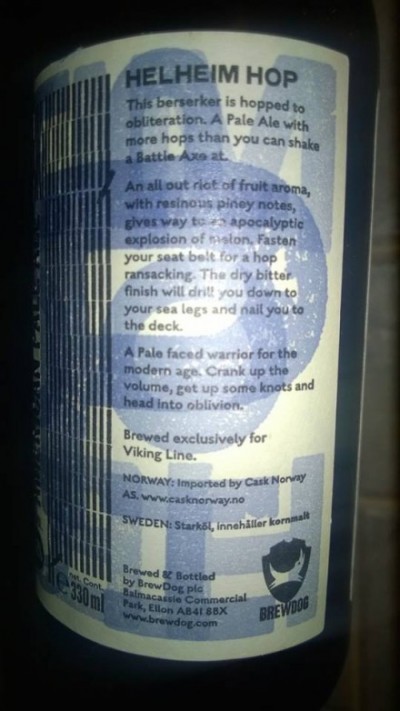 HELHEIM HOP
This berserker is hopped to
obliteration. A Pale Ale with
more hops than you can shake
a Battle Axe at.
An all out riot of fruit aroma,
with resinous piney notes,
gives way to an apocalyptic
explosion of melon. Fasten
your seat belt for a hop
ransacking. The dry bitter
finish will drill you down to
your sea legs and nail you to
the deck.
A Pale faced warrior for the
modern age. Crank up the
volume, get up some knots and
head into oblivion.
Brewed exclusively for
Viking Line.
NORWAY: Imported by Cask Norway
AS. www.casknorway.no
SWEDEN: Starköl, innehåller kornmalt
Brewed & Bottled
by BrewDog plc
Balmacassie Commercial
Park, Ellon AB41 8BX
www.brewdog.com
net. Cont.
330 ml
BREWDOG